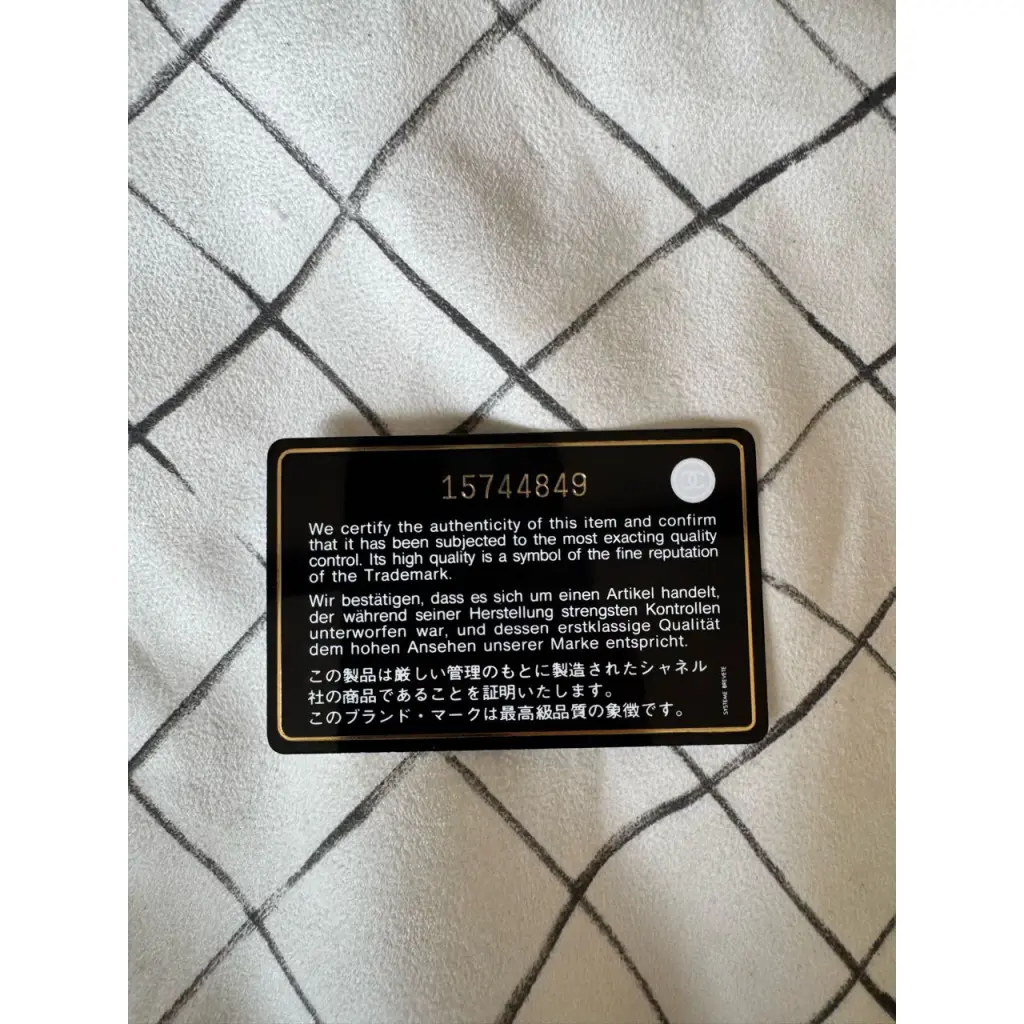 15744849
We certify the authenticity of this item and confirm
that it has been subjected to the most exacting quality
control. Its high quality is a symbol of the fine reputation
of the Trademark.
Wir bestätigen, dass es sich um einen Artikel handelt,
der während seiner Herstellung strengsten Kontrollen
unterworfen war, und dessen erstklassige Qualität
dem hohen Ansehen unserer Marke entspricht.
この製品は厳しい管理のもとに製造されたシャネル
社の商品であることを証明いたします。
このブランド・マークは最高級品質の象徴です。
SYSTEME BREVETE